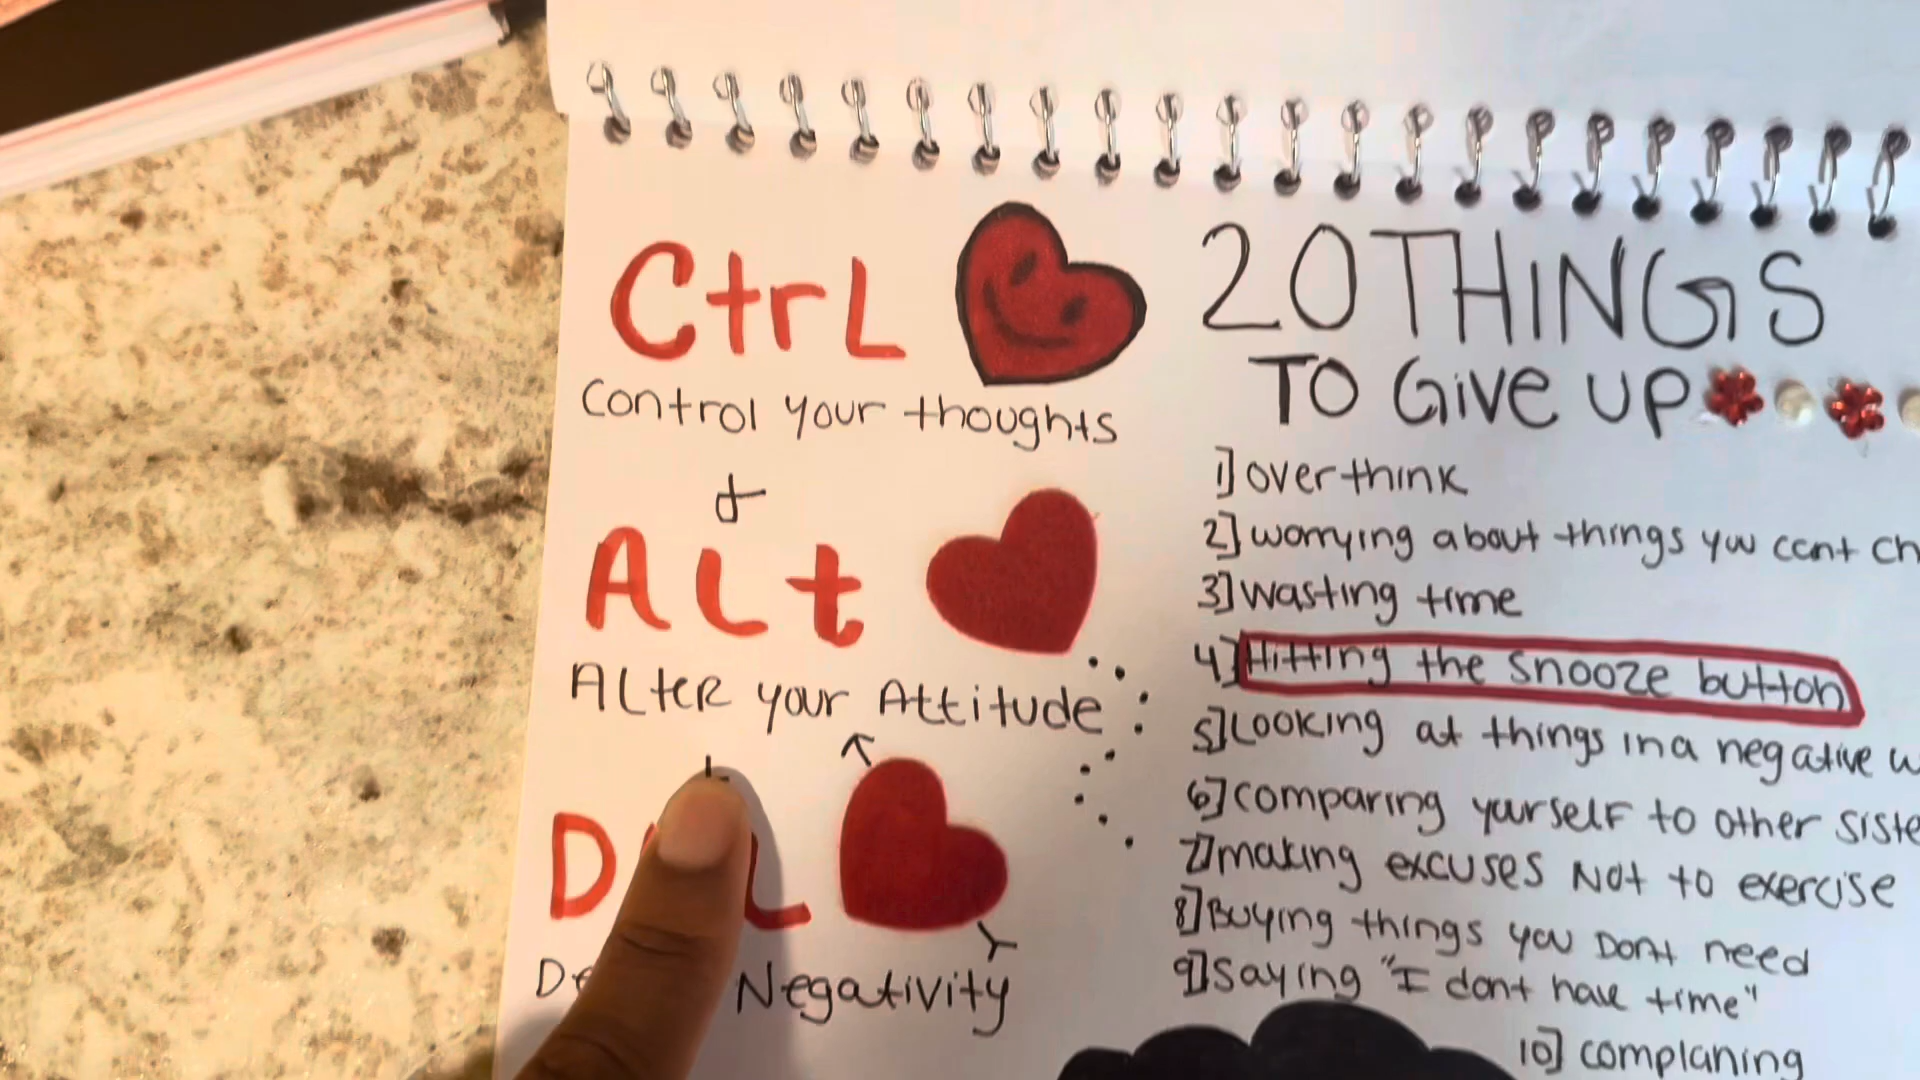 CtrL
Control your thoughts
&
ALt
ALteR your Attitude
Negativity
20 THINGS
TO GIVE UP
1] over think
2] worrying about things you cant
3] wasting time
4] Hitting the snooze button
5] Looking at things in a negative
6] comparing yourself to other
7] making excuses Not to exercise
8] Buying things you Dont need
9] Saying "I dont have time"
10] complaning